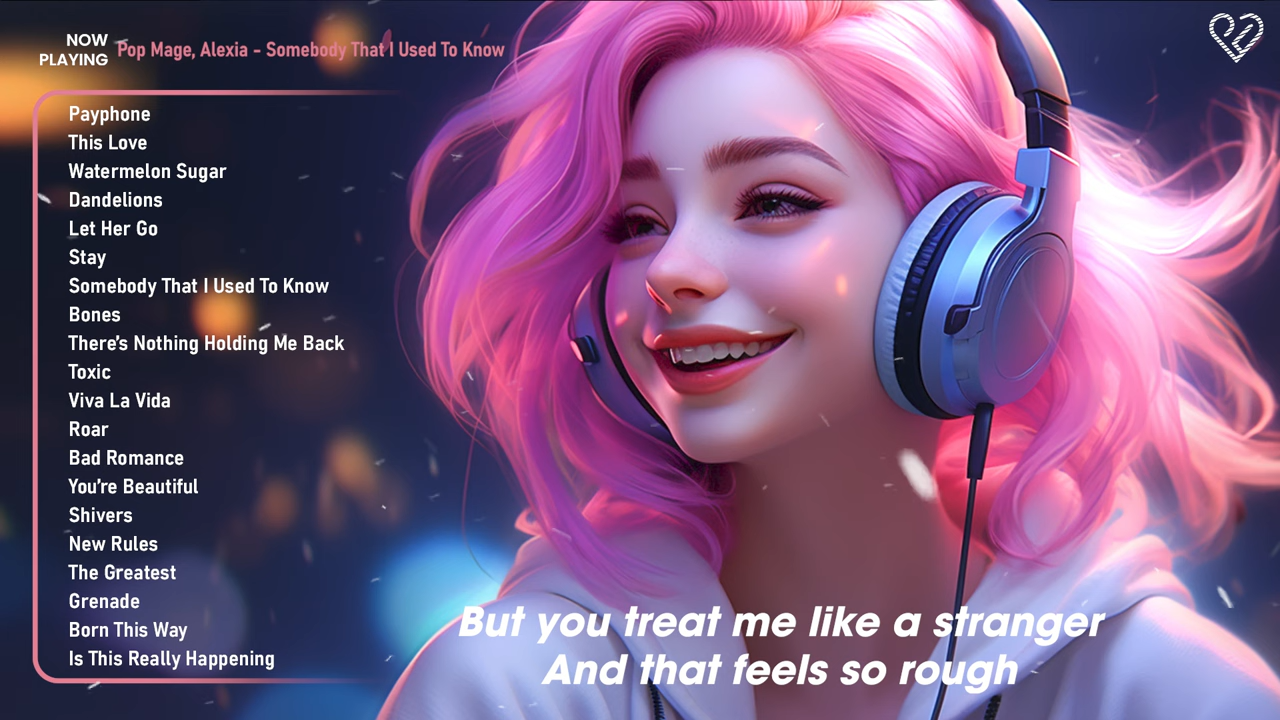 NOW
PLAYING
Pop Mage, Alexia - Somebody That I Used To Know
Payphone
This Love
Watermelon Sugar
Dandelions
Let Her Go
Stay
Somebody That I Used To Know
Bones
There's Nothing Holding Me Back
Toxic
Viva La Vida
Roar
Bad Romance
You're Beautiful
Shivers
New Rules
The Greatest
Grenade
Born This Way
Is This Really Happening
But you treat me like a stranger
And that feels so rough